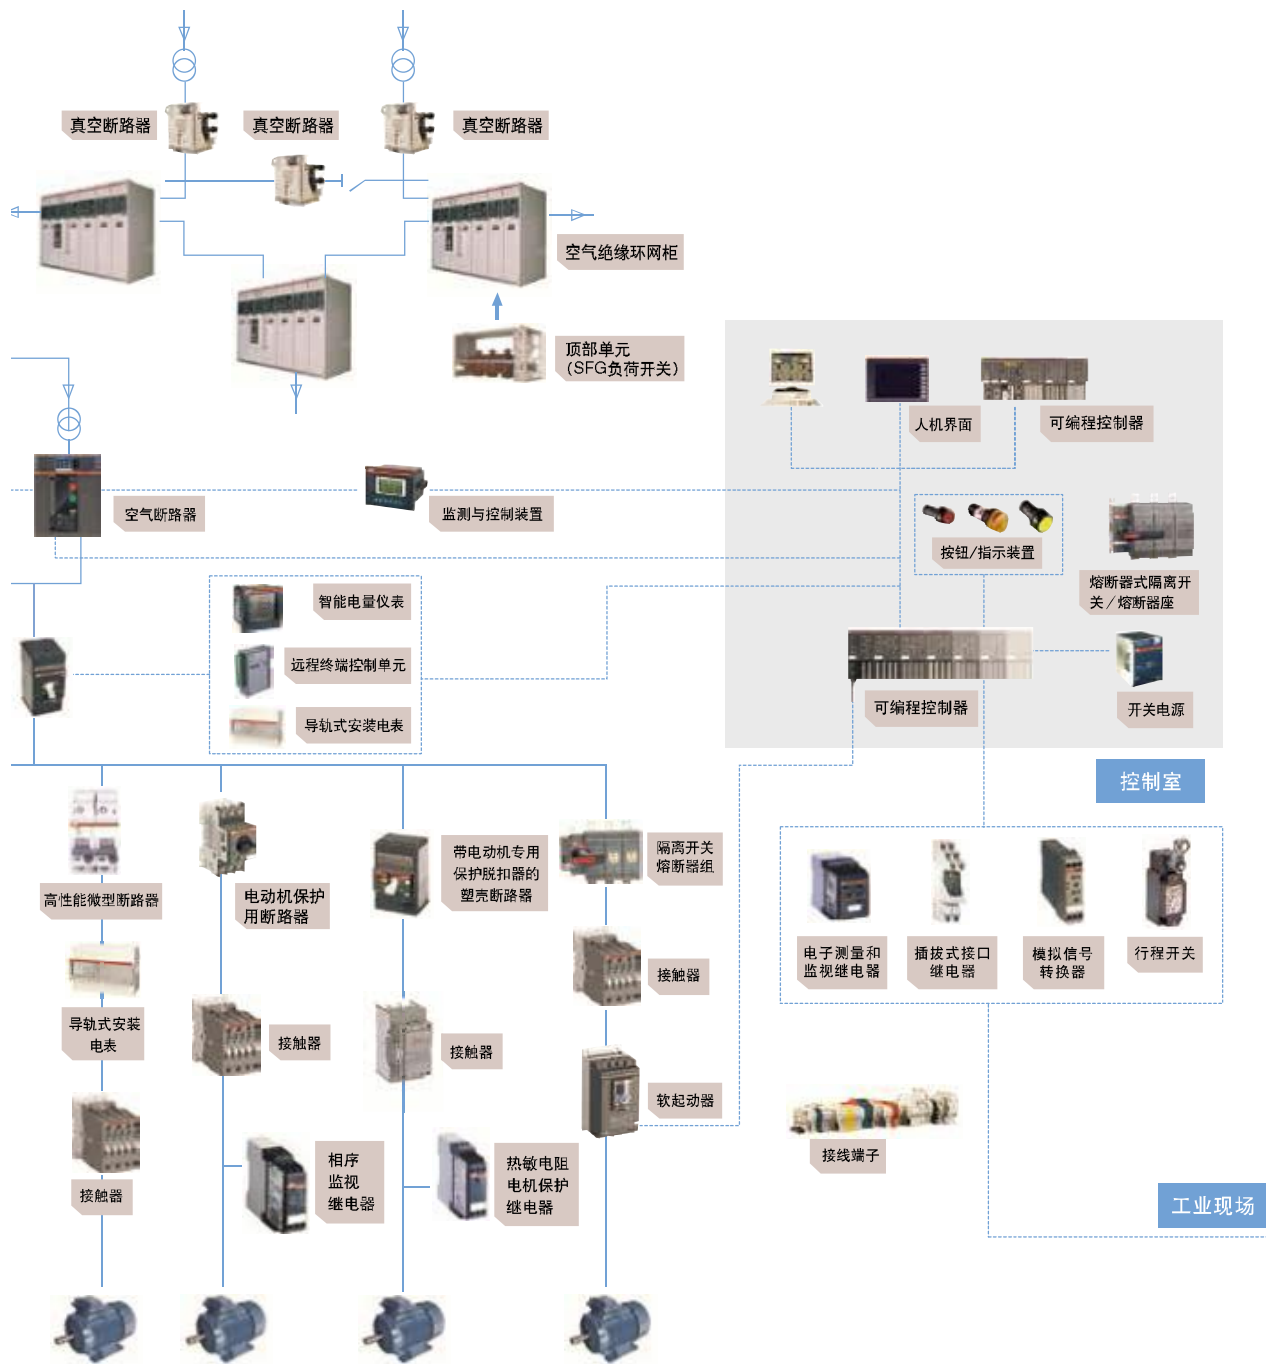 真空断路器
真空断路器
真空断路器
空气绝缘环网柜
顶部单元
（SFG负荷开关）
人机界面
可编程控制器
空气断路器
监测与控制装置
按钮/指示装置
熔断器式隔离开
关／熔断器座
智能电量仪表
远程终端控制单元
导轨式安装电表
可编程控制器
开关电源
控制室
高性能微型断路器
电动机保护
用断路器
带电动机专用
保护脱扣器的
塑壳断路器
隔离开关
熔断器组
电子测量和
监视继电器
插拔式接口
继电器
模拟信号
转换器
行程开关
导轨式安装
电表
接触器
接触器
接触器
软起动器
接线端子
接触器
相序
监视
继电器
热敏电阻
电机保护
继电器
工业现场